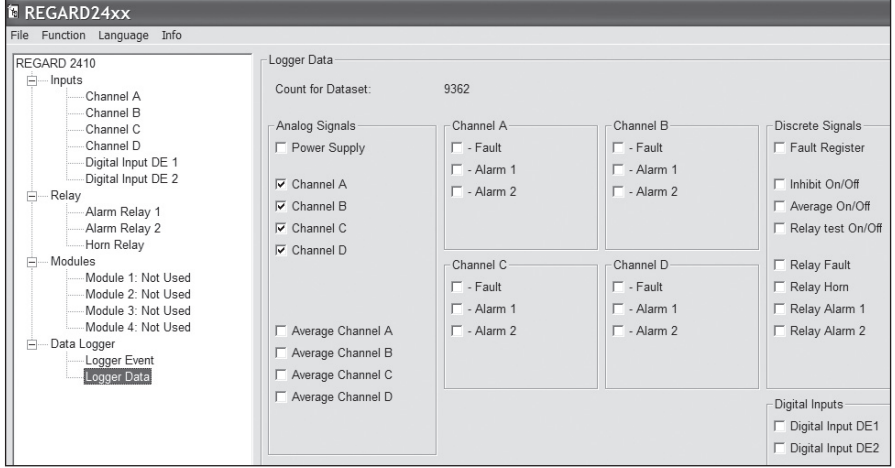 REGARD24xx
File Function Language Info
REGARD 2410
Inputs
Channel A
Channel B
Channel C
Channel D
Digital Input DE 1
Digital Input DE 2
Relay
Alarm Relay 1
Alarm Relay 2
Horn Relay
Modules
Module 1: Not Used
Module 2: Not Used
Module 3: Not Used
Module 4: Not Used
Data Logger
Logger Event
Logger Data
Logger Data
Count for Dataset: 9362
Analog Signals
Power Supply
Channel A
Channel B
Channel C
Channel D
Average Channel A
Average Channel B
Average Channel C
Average Channel D
Channel A
- Fault
- Alarm 1
- Alarm 2
Channel B
- Fault
- Alarm 1
- Alarm 2
Channel C
- Fault
- Alarm 1
- Alarm 2
Channel D
- Fault
- Alarm 1
- Alarm 2
Discrete Signals
Fault Register
Inhibit On/Off
Average On/Off
Relay test On/Off
Relay Fault
Relay Horn
Relay Alarm 1
Relay Alarm 2
Digital Inputs
Digital Input DE1
Digital Input DE2